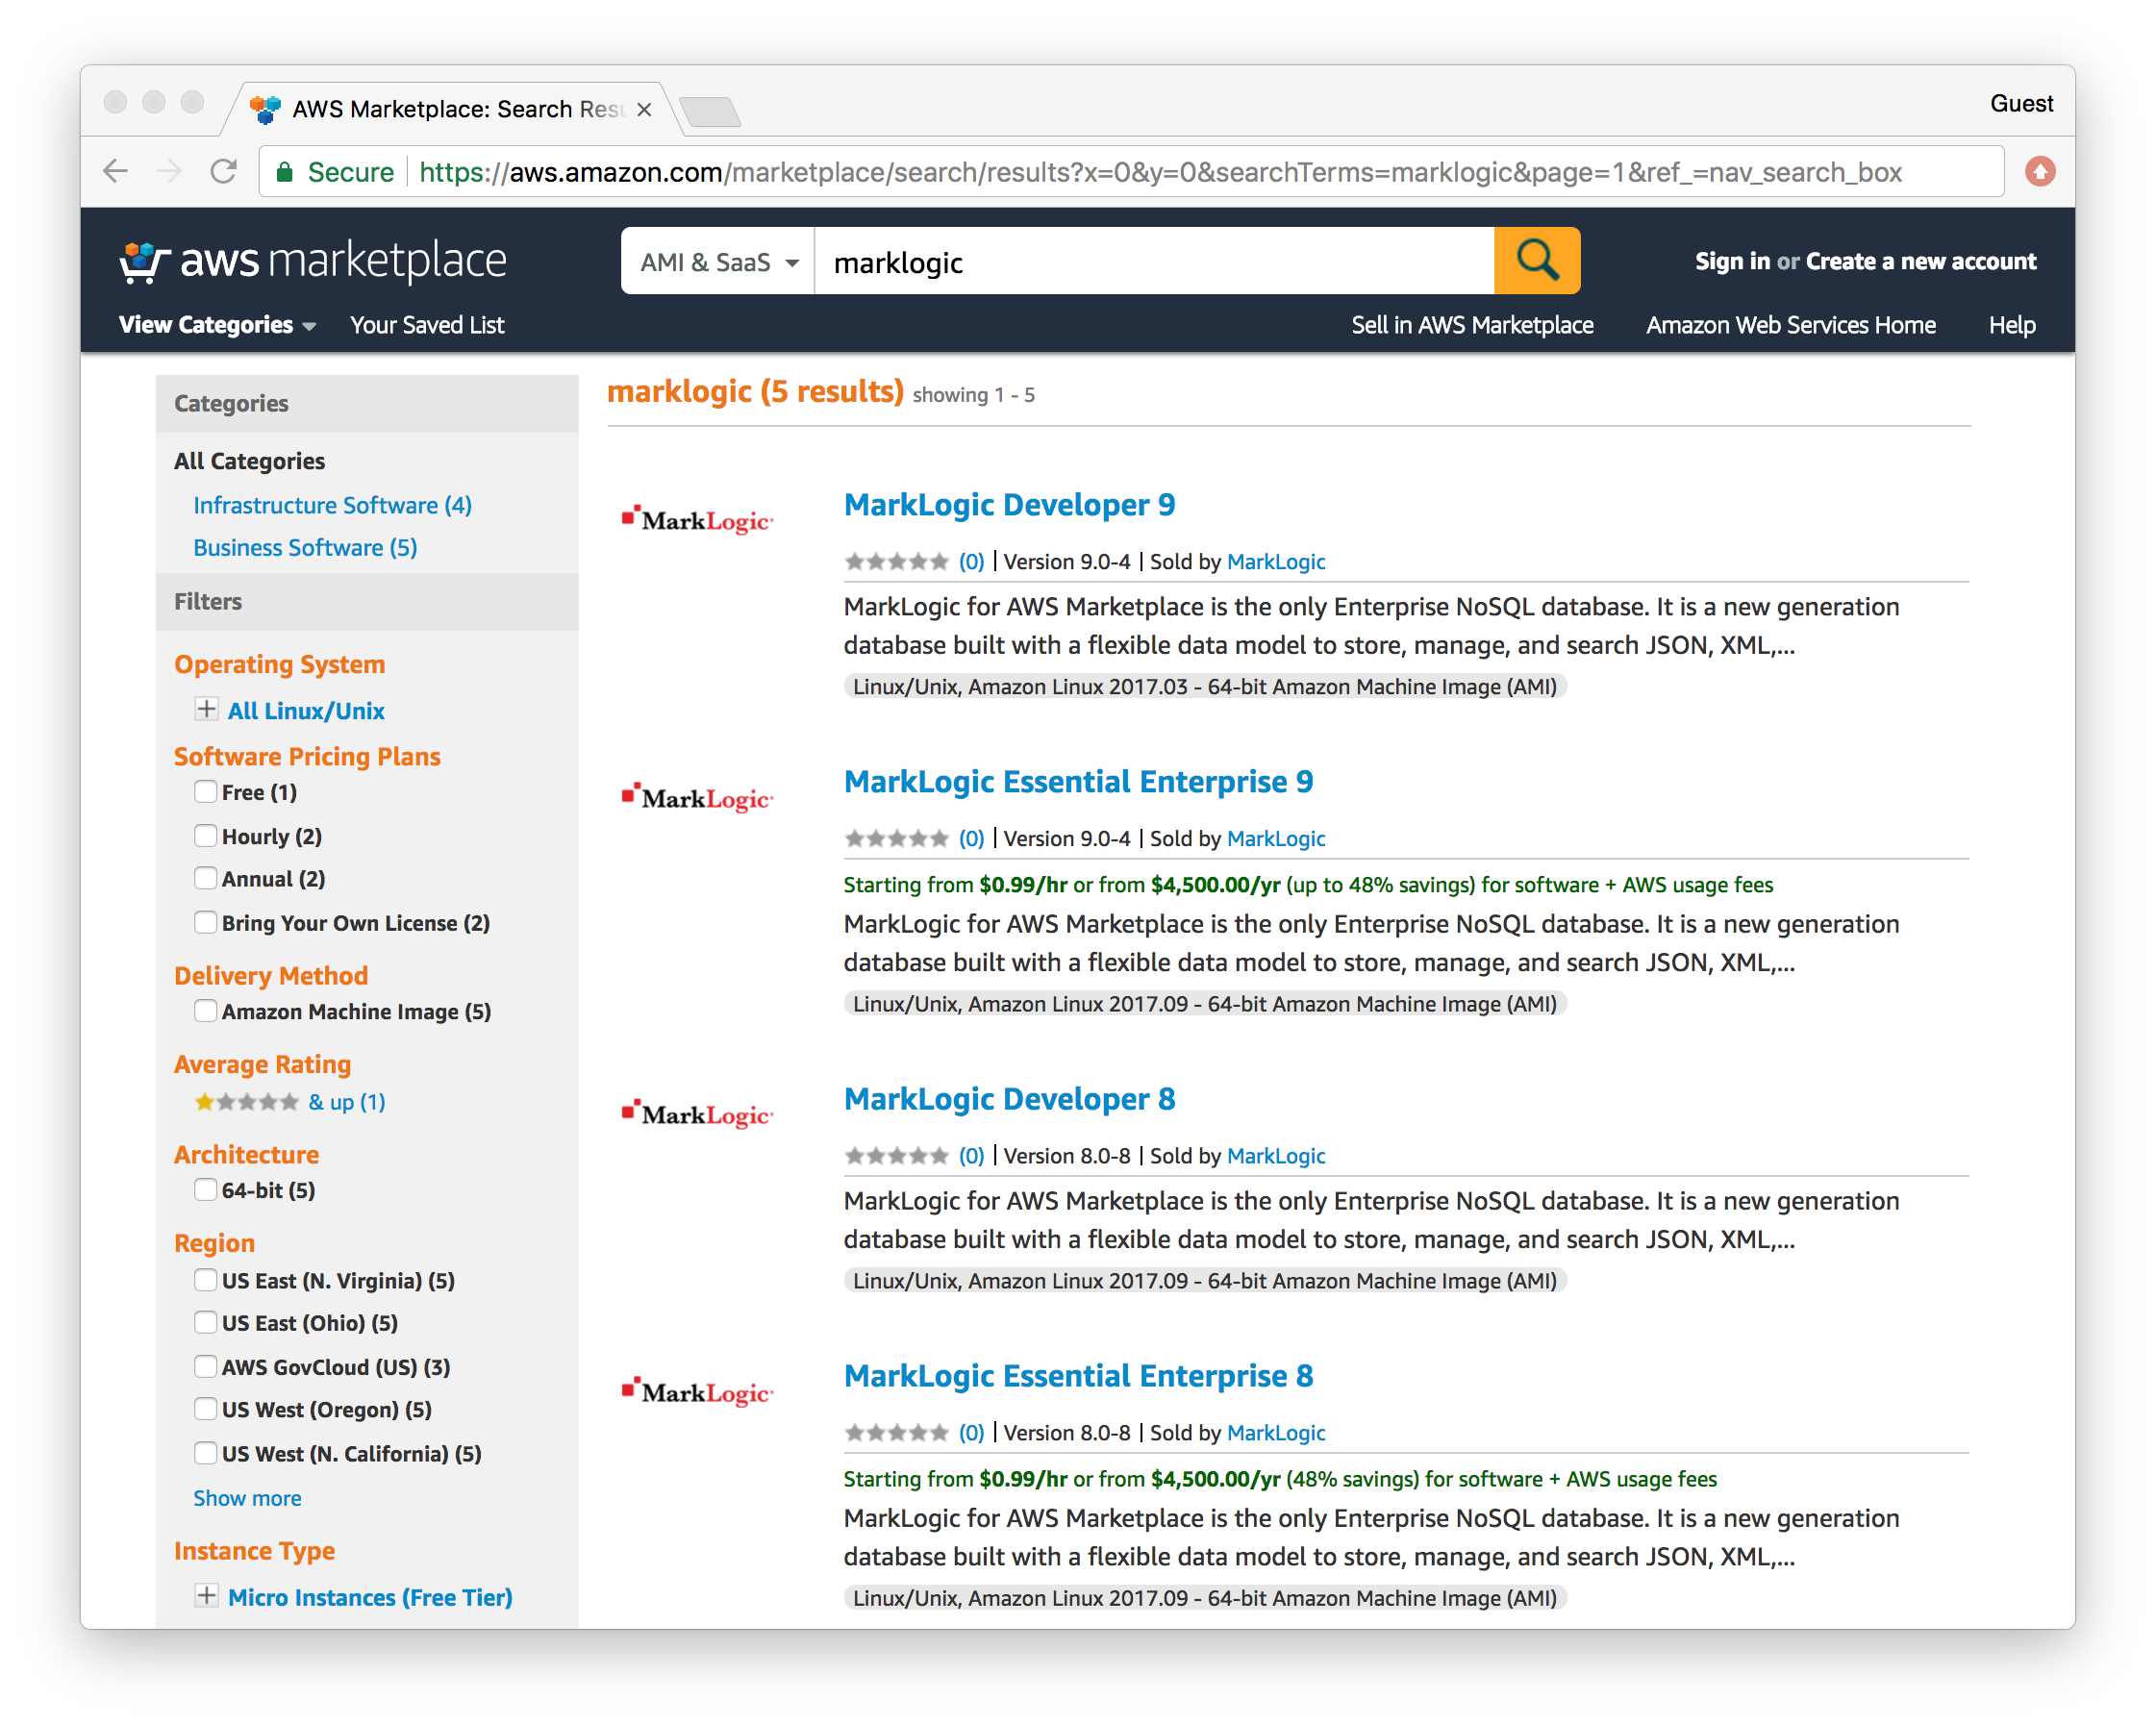 AWS Marketplace: Search Resu
Guest
Secure https://aws.amazon.com/marketplace/search/results?x=0&y=0&searchTerms=marklogic&page=1&ref_=nav_search_box
aws marketplace
AMI & SaaS
marklogic
Sign in or Create a new account
View Categories
Your Saved List
Sell in AWS Marketplace
Amazon Web Services Home
Help
Categories
All Categories
Infrastructure Software (4)
Business Software (5)
Filters
Operating System
All Linux/Unix
Software Pricing Plans
Free (1)
Hourly (2)
Annual (2)
Bring Your Own License (2)
Delivery Method
Amazon Machine Image (5)
Average Rating
& up (1)
Architecture
64-bit (5)
Region
US East (N. Virginia) (5)
US East (Ohio) (5)
AWS GovCloud (US) (3)
US West (Oregon) (5)
US West (N. California) (5)
Show more
Instance Type
Micro Instances (Free Tier)
marklogic (5 results) showing 1 - 5
MarkLogic
MarkLogic Developer 9
(0) | Version 9.0-4 | Sold by MarkLogic
MarkLogic for AWS Marketplace is the only Enterprise NoSQL database. It is a new generation
database built with a flexible data model to store, manage, and search JSON, XML,...
Linux/Unix, Amazon Linux 2017.03 - 64-bit Amazon Machine Image (AMI)
MarkLogic
MarkLogic Essential Enterprise 9
(0) | Version 9.0-4 | Sold by MarkLogic
Starting from $0.99/hr or from $4,500.00/yr (up to 48% savings) for software + AWS usage fees
MarkLogic for AWS Marketplace is the only Enterprise NoSQL database. It is a new generation
database built with a flexible data model to store, manage, and search JSON, XML,...
Linux/Unix, Amazon Linux 2017.09 - 64-bit Amazon Machine Image (AMI)
MarkLogic
MarkLogic Developer 8
(0) | Version 8.0-8 | Sold by MarkLogic
MarkLogic for AWS Marketplace is the only Enterprise NoSQL database. It is a new generation
database built with a flexible data model to store, manage, and search JSON, XML,...
Linux/Unix, Amazon Linux 2017.09 - 64-bit Amazon Machine Image (AMI)
MarkLogic
MarkLogic Essential Enterprise 8
(0) | Version 8.0-8 | Sold by MarkLogic
Starting from $0.99/hr or from $4,500.00/yr (48% savings) for software + AWS usage fees
MarkLogic for AWS Marketplace is the only Enterprise NoSQL database. It is a new generation
database built with a flexible data model to store, manage, and search JSON, XML,...
Linux/Unix, Amazon Linux 2017.09 - 64-bit Amazon Machine Image (AMI)